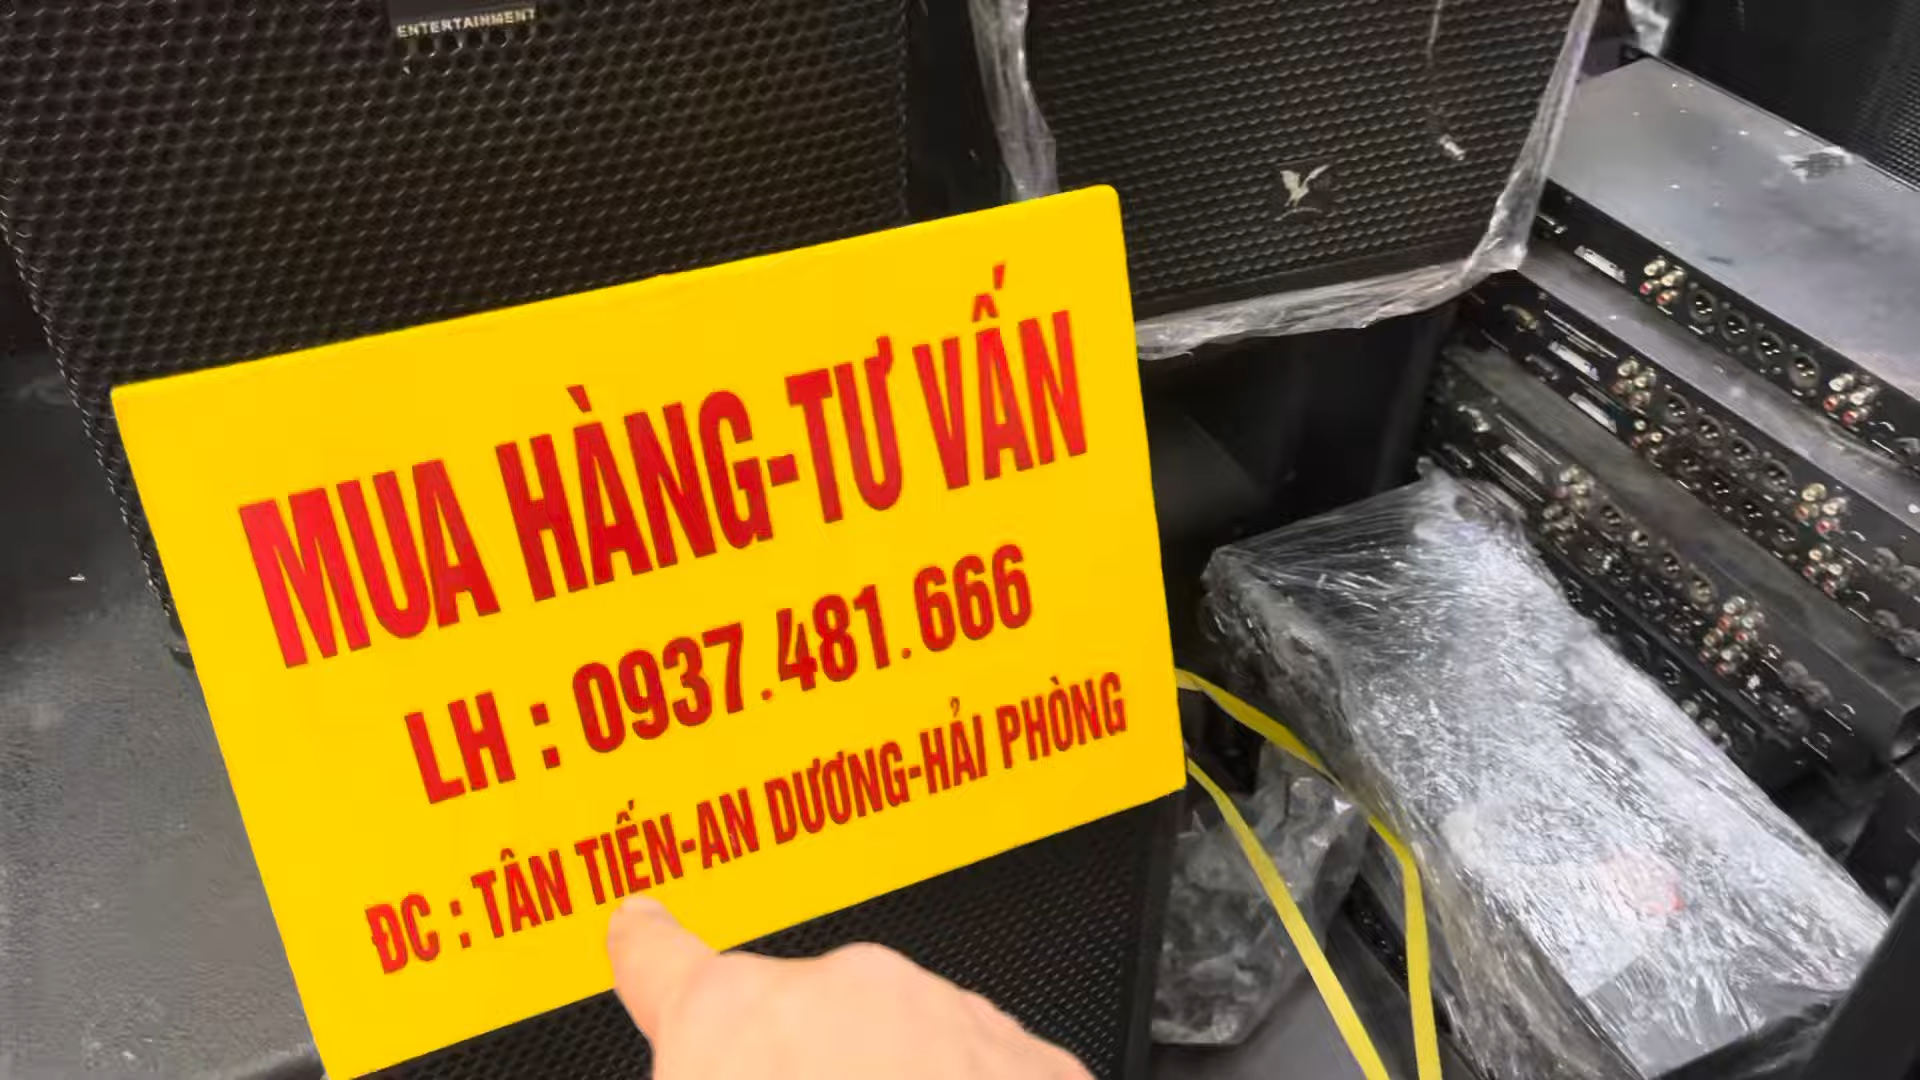 ENTERTAINMENT
MUA HÀNG-TƯ VẤN
LH : 0937.481.666
ĐC : TÂN TIẾN-AN DƯƠNG-HẢI PHÒNG